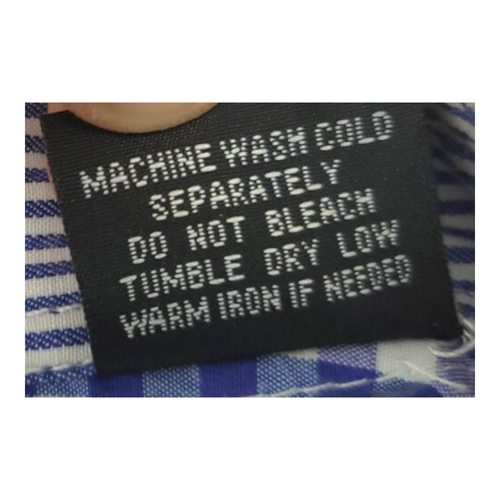 MACHINE WASH COLD
SEPARATELY
DO NOT BLEACH
TUMBLE DRY LOW
WARM IRON IF NEEDED